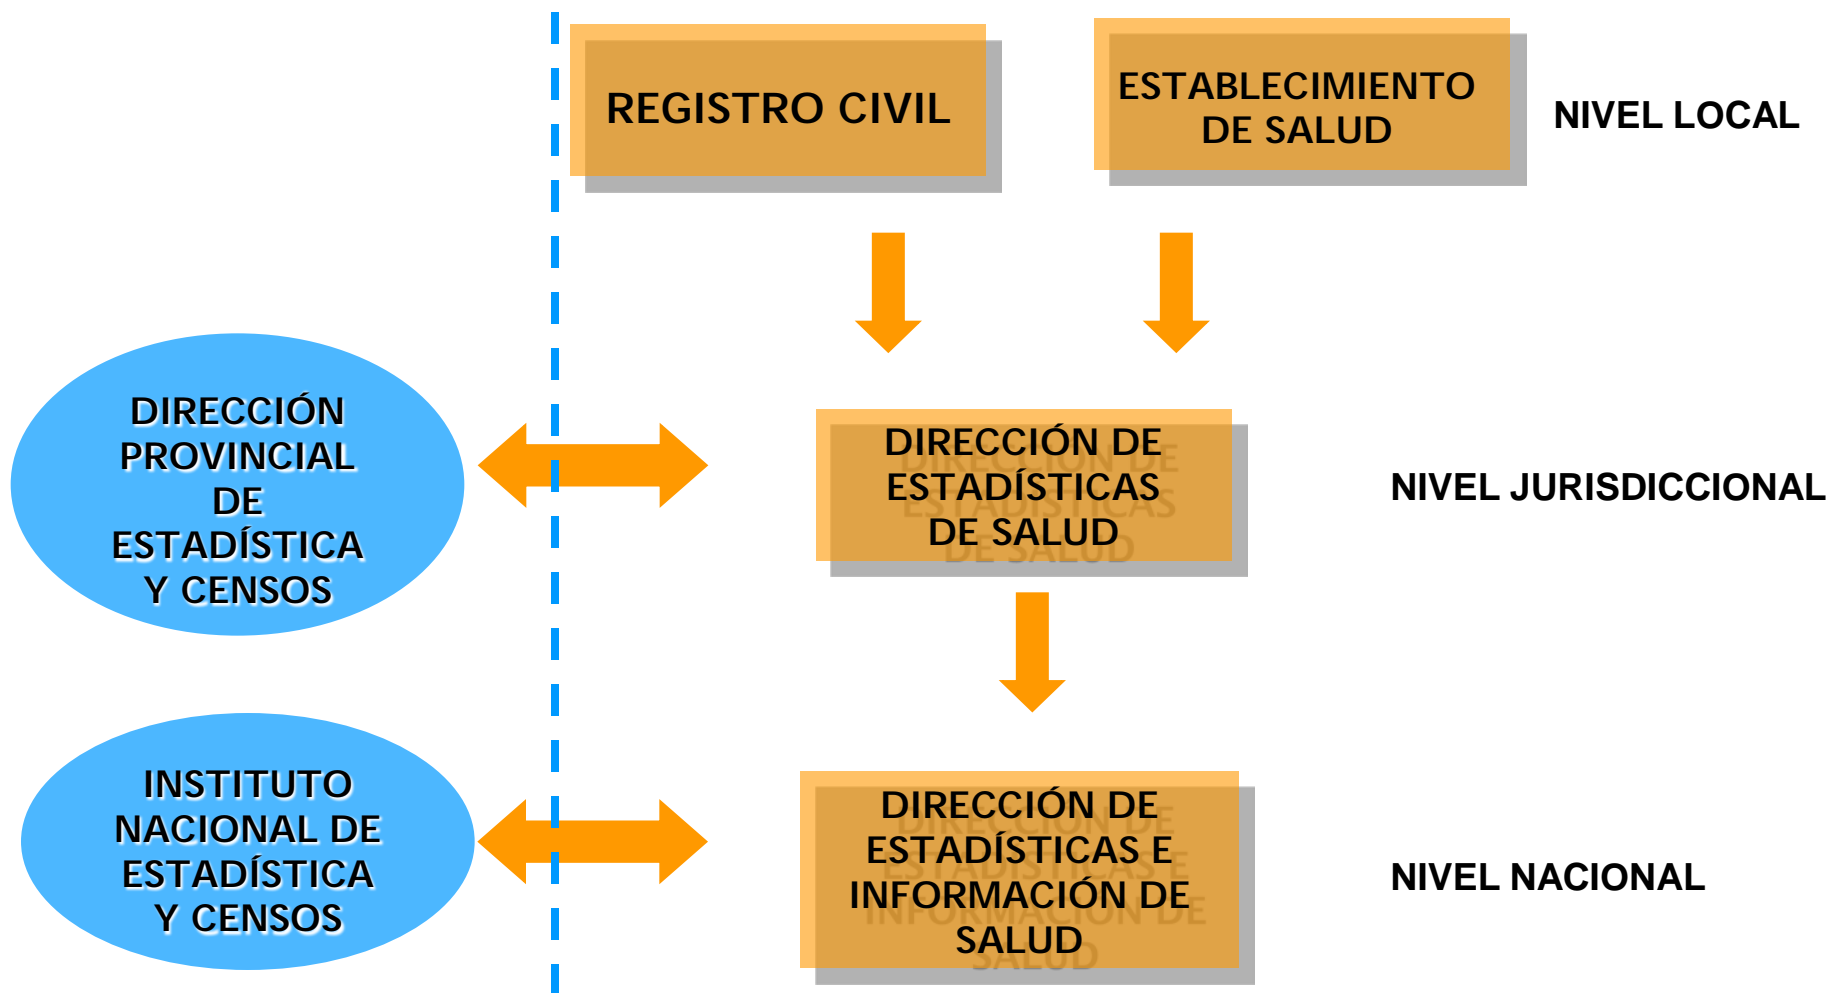 REGISTRO CIVIL
ESTABLECIMIENTO
DE SALUD
NIVEL LOCAL
DIRECCIÓN
PROVINCIAL
DE
ESTADÍSTICA
Y CENSOS
DIRECCIÓN DE
ESTADÍSTICAS
DE SALUD
NIVEL JURISDICCIONAL
INSTITUTO
NACIONAL DE
ESTADÍSTICA
Y CENSOS
DIRECCIÓN DE
ESTADÍSTICAS E
INFORMACIÓN DE
SALUD
NIVEL NACIONAL